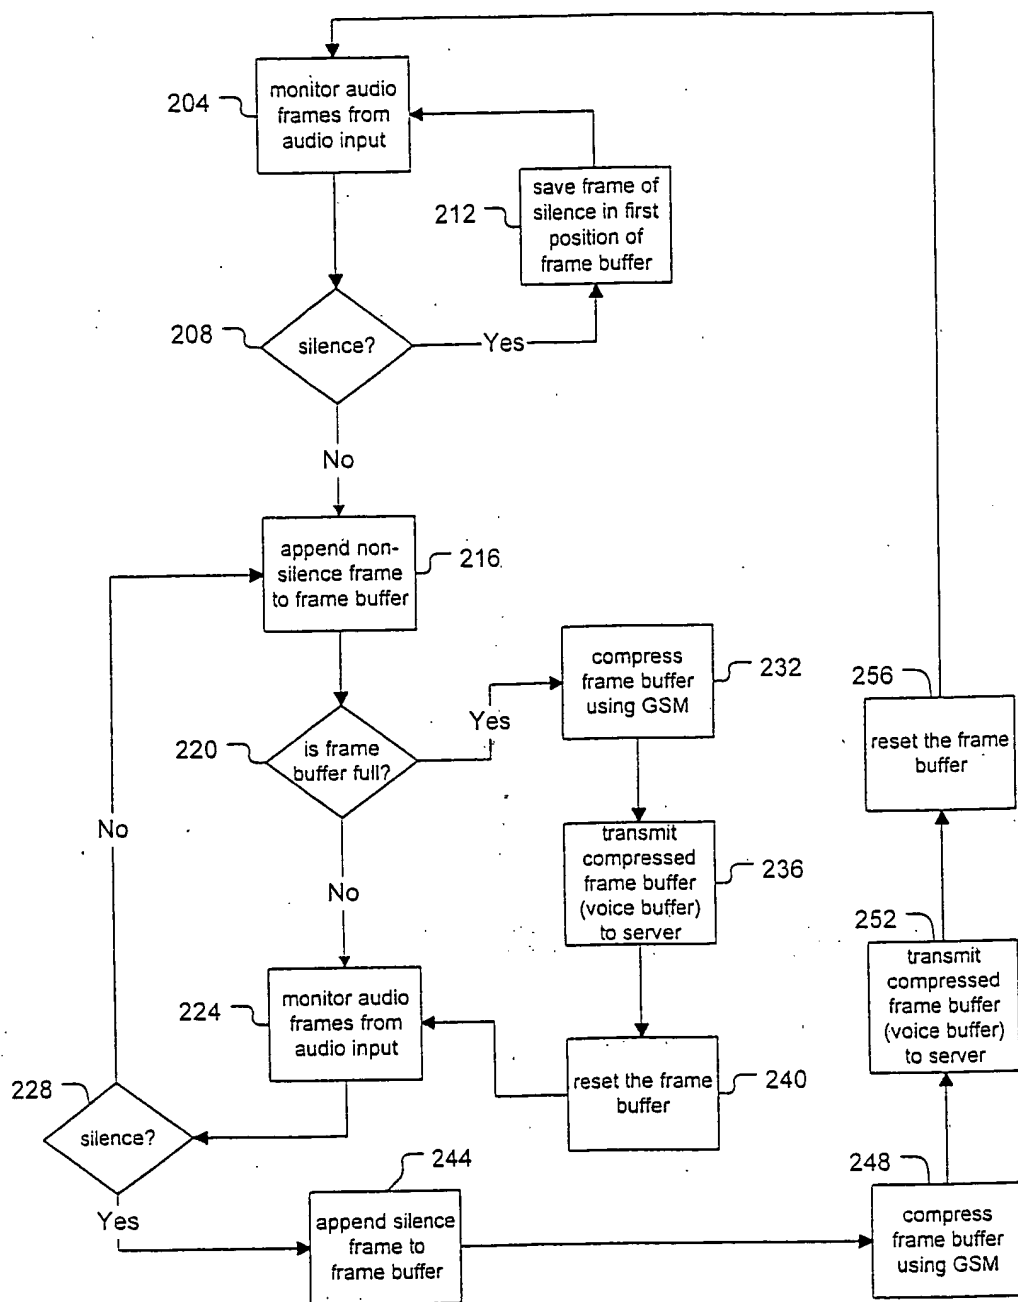 204
monitor audio
frames from
audio input
212
save frame of
silence in first
position of
frame buffer
208
silence?
Yes
No
append non-
silence frame
to frame buffer
216
compress
frame buffer
using GSM
232
256
reset the frame
buffer
Yes
220
is frame
buffer full?
No
No
transmit
compressed
frame buffer
(voice buffer)
to server
236
252
transmit
compressed
frame buffer
(voice buffer)
to server
224
monitor audio
frames from
audio input
reset the frame
buffer
240
228
silence?
Yes
244
append silence
frame to
frame buffer
248
compress
frame buffer
using GSM